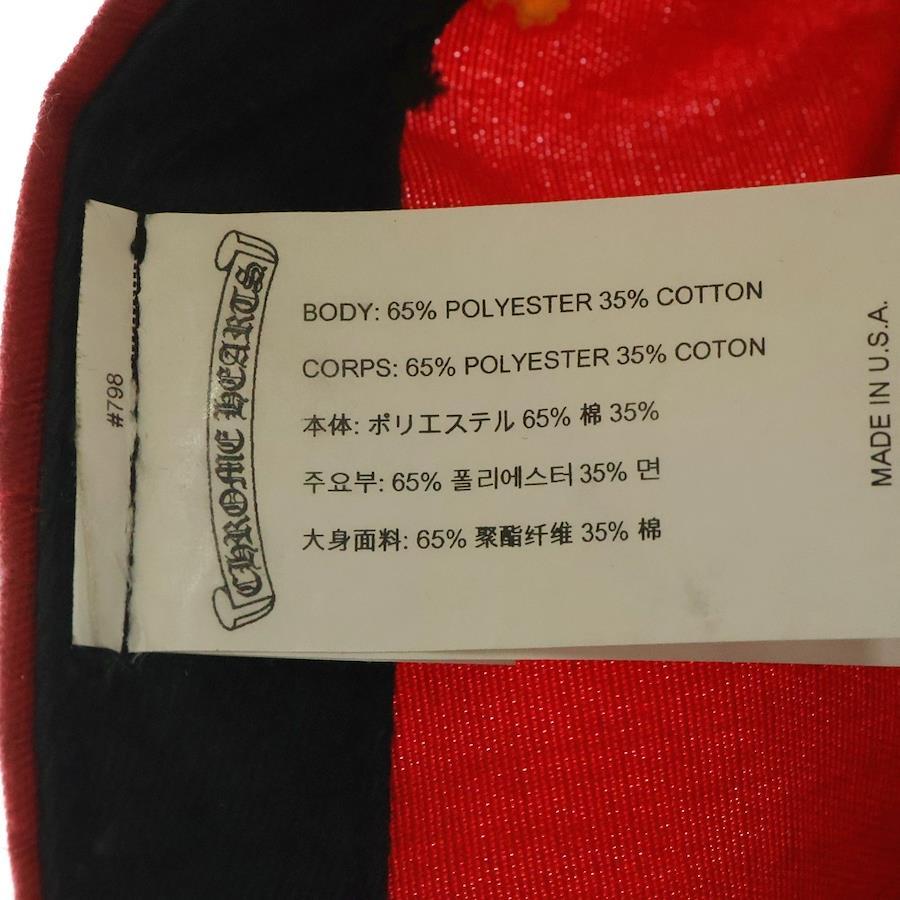 #798
CHROME HEARTS
BODY: 65% POLYESTER 35% COTTON
CORPS: 65% POLYESTER 35% COTON
本体: ポリエステル 65% 棉 35%
주요부: 65% 폴리에스터 35% 면
大身面料: 65% 聚酯纤维 35% 棉
MADE IN U.S.A.